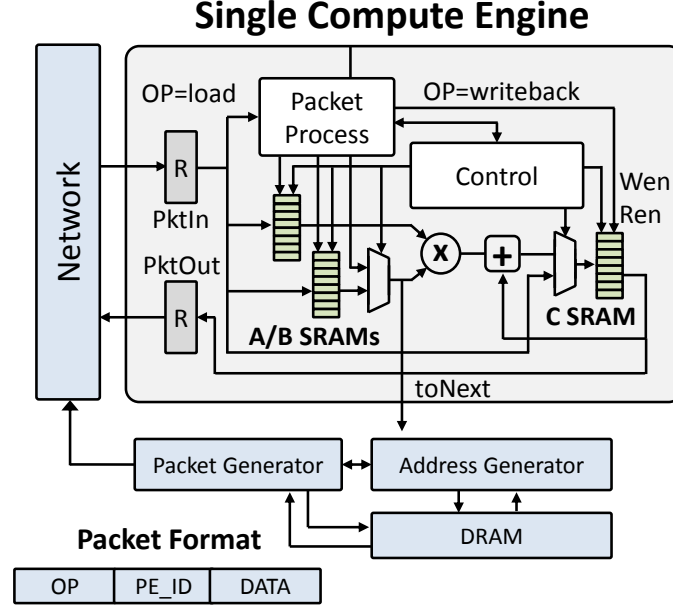 Single Compute Engine
OP=load
Packet
Process
OP=writeback
Network
R
PktIn
Control
Wen
Ren
x
+
PktOut
R
A/B SRAMs
C SRAM
toNext
Packet Generator
Address Generator
DRAM
Packet Format
OP
PE_ID
DATA